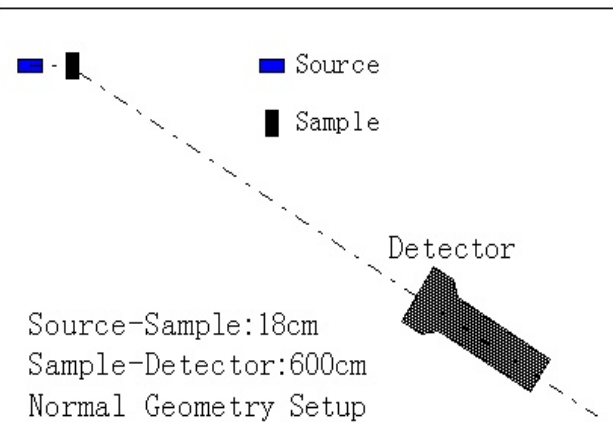 Source
Sample
Detector
Source-Sample:18cm
Sample-Detector:600cm
Normal Geometry Setup